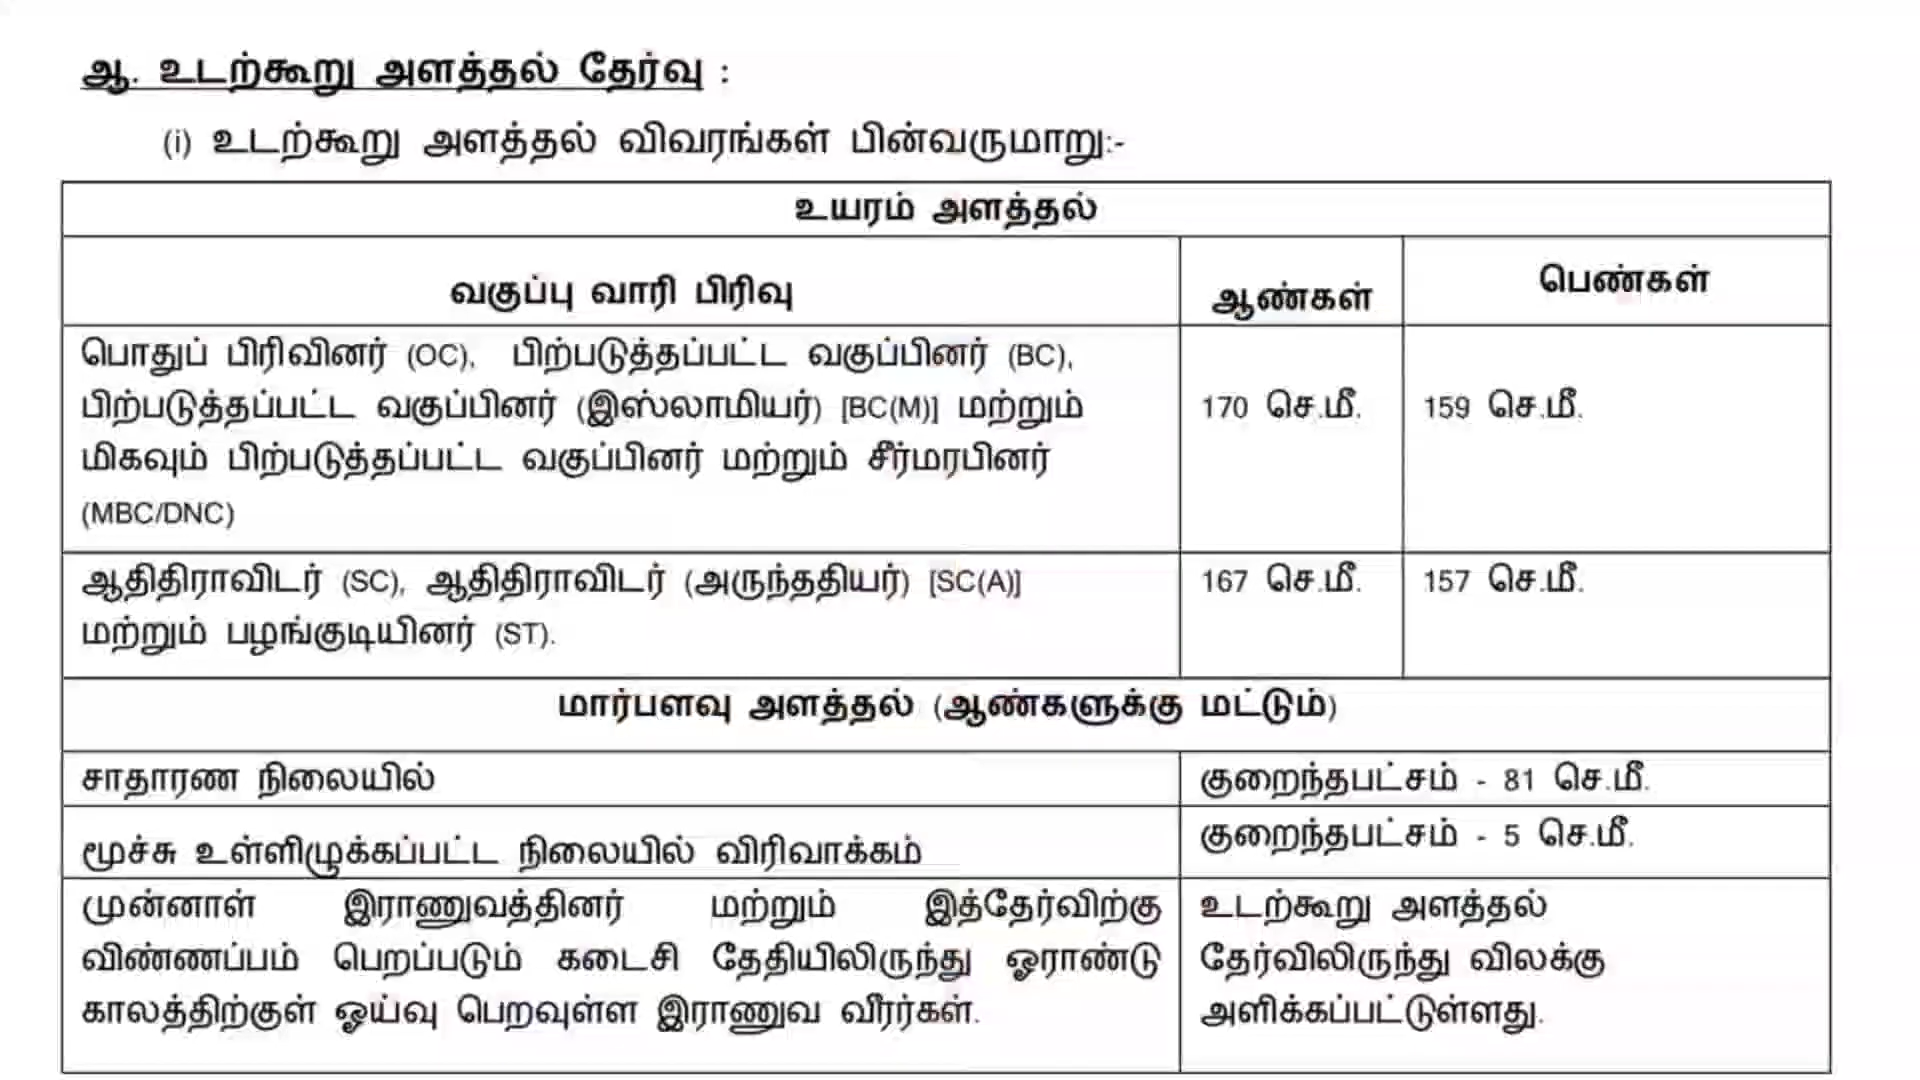 ஆ. உடற்கூறு அளத்தல் தேர்வு :
(i) உடற்கூறு அளத்தல் விவரங்கள் பின்வருமாறு:-
உயரம் அளத்தல்
வகுப்பு வாரி பிரிவு
ஆண்கள்
பெண்கள்
பொதுப் பிரிவினர் (OC), பிற்படுத்தப்பட்ட வகுப்பினர் (BC),
பிற்படுத்தப்பட்ட வகுப்பினர் (இஸ்லாமியர்) [BC(M)] மற்றும்
மிகவும் பிற்படுத்தப்பட்ட வகுப்பினர் மற்றும் சீர்மரபினர்
(MBC/DNC)
170 செ.மீ.
159 செ.மீ.
ஆதிதிராவிடர் (SC), ஆதிதிராவிடர் (அருந்ததியர்) [SC(A)]
மற்றும் பழங்குடியினர் (ST).
167 செ.மீ.
157 செ.மீ.
மார்பளவு அளத்தல் (ஆண்களுக்கு மட்டும்)
சாதாரண நிலையில்
குறைந்தபட்சம் - 81 செ.மீ.
மூச்சு உள்ளிழுக்கப்பட்ட நிலையில் விரிவாக்கம்
குறைந்தபட்சம் - 5 செ.மீ.
முன்னாள் இராணுவத்தினர் மற்றும் இத்தேர்விற்கு
விண்ணப்பம் பெறப்படும் கடைசி தேதியிலிருந்து ஓராண்டு
காலத்திற்குள் ஓய்வு பெறவுள்ள இராணுவ வீரர்கள்.
உடற்கூறு அளத்தல்
தேர்விலிருந்து விலக்கு
அளிக்கப்பட்டுள்ளது.